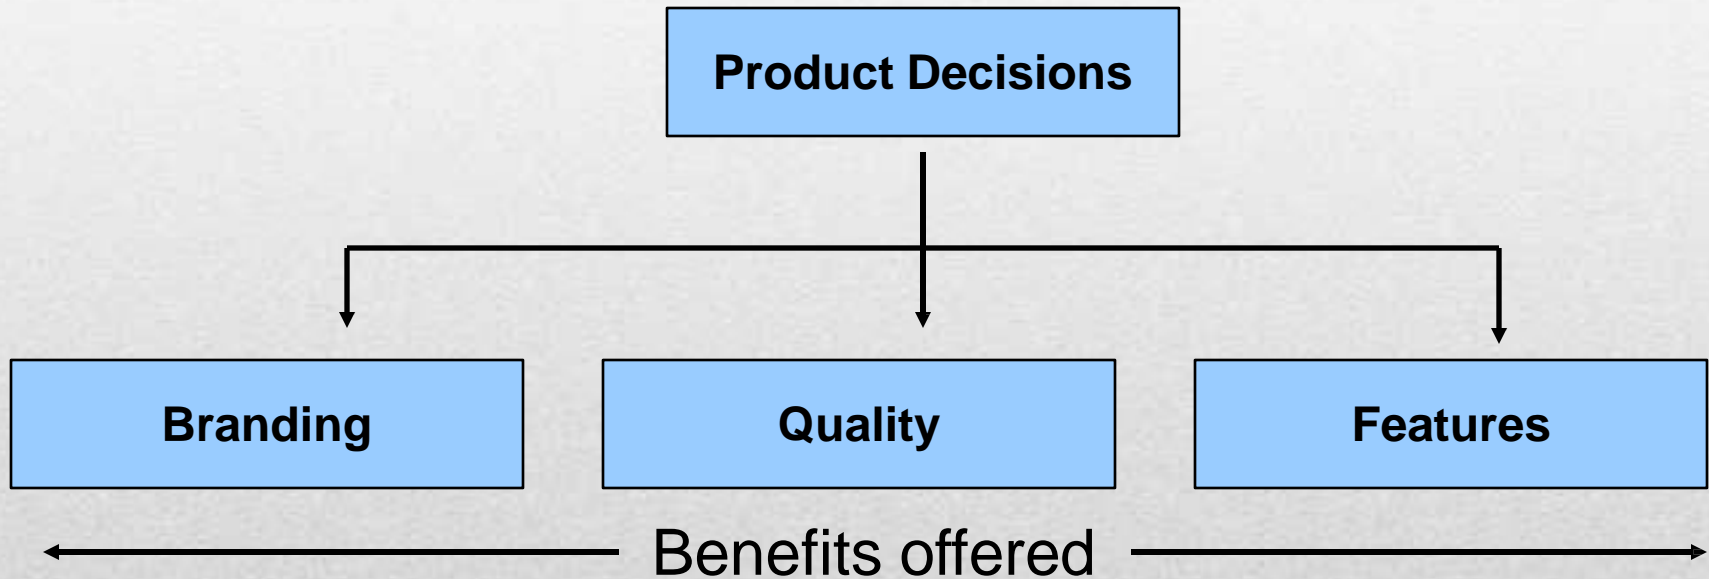 Product Decisions
Branding
Quality
Features
Benefits offered